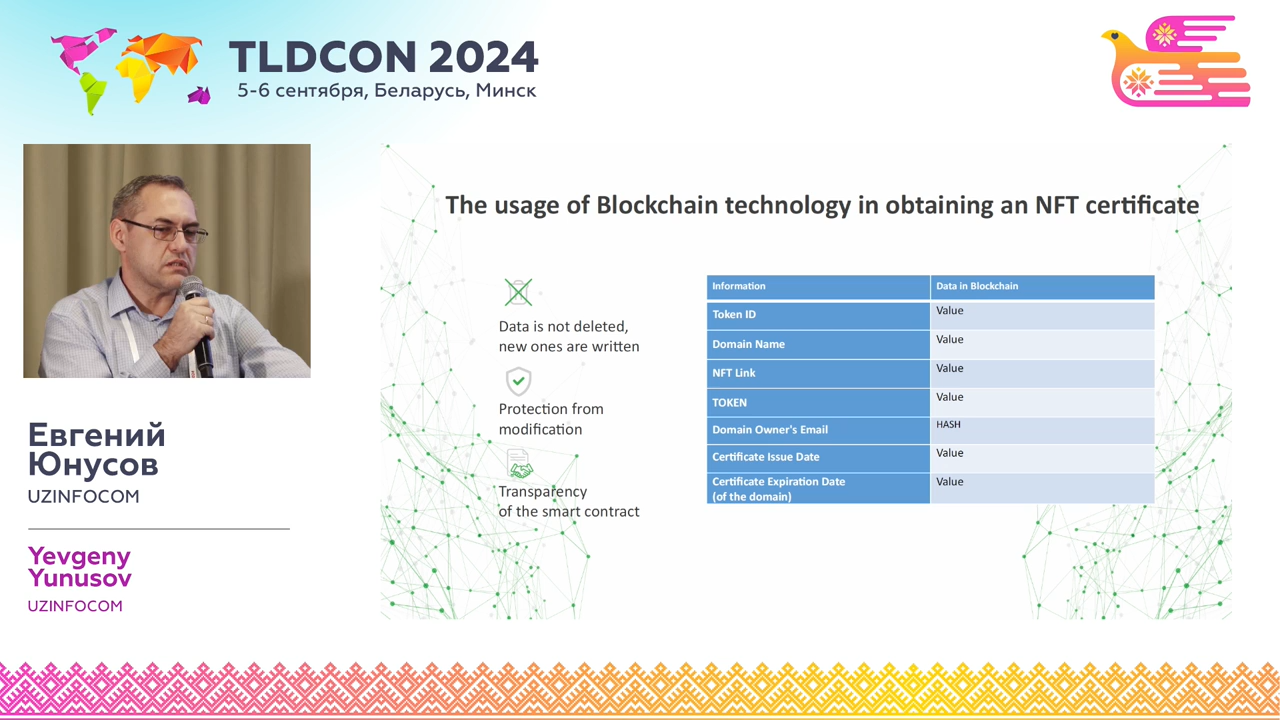 TLDCON 2024
5-6 сентября, Беларусь, Минск
Евгений
Юнусов
UZINFOCOM
Yevgeny
Yunusov
UZINFOCOM
The usage of Blockchain technology in obtaining an NFT certificate
Data is not deleted,
new ones are written
Protection from
modification
Transparency
of the smart contract
Information Data in Blockchain
Token ID Value
Domain Name Value
NFT Link Value
TOKEN Value
Domain Owner's Email HASH
Certificate Issue Date Value
Certificate Expiration Date Value
(of the domain)